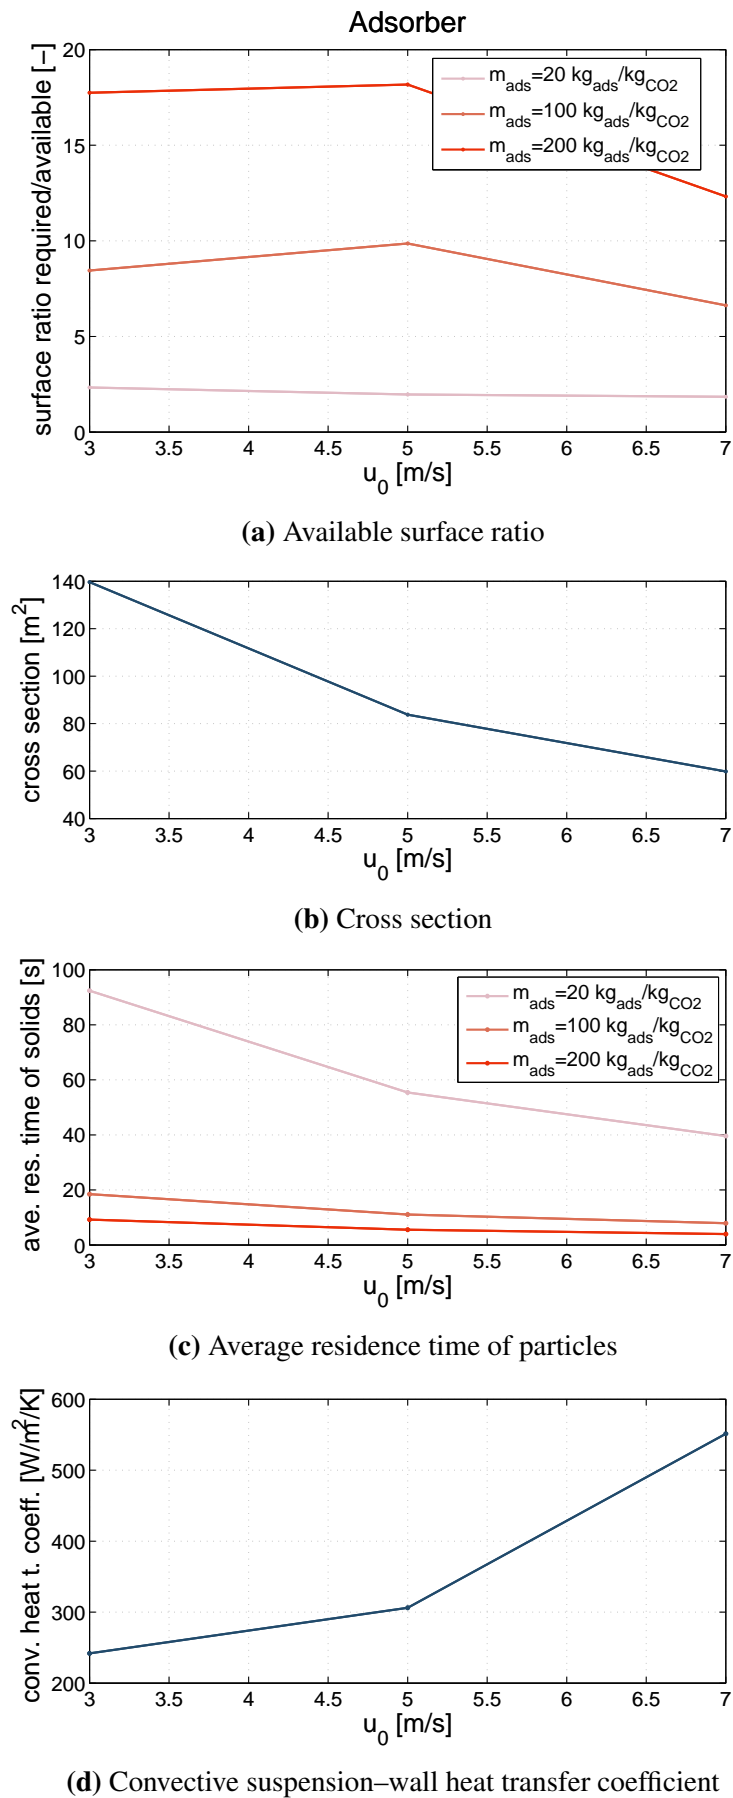 Adsorber
surface ratio required/available [−]
20
15
10
5
0
m_ads=20 kg_ads/kg_CO2
m_ads=100 kg_ads/kg_CO2
m_ads=200 kg_ads/kg_CO2
3 3.5 4 4.5 5 5.5 6 6.5 7
u_0 [m/s]
(a) Available surface ratio
cross section [m²]
140
120
100
80
60
40
3 3.5 4 4.5 5 5.5 6 6.5 7
u_0 [m/s]
(b) Cross section
ave. res. time of solids [s]
100
80
60
40
20
0
m_ads=20 kg_ads/kg_CO2
m_ads=100 kg_ads/kg_CO2
m_ads=200 kg_ads/kg_CO2
3 3.5 4 4.5 5 5.5 6 6.5 7
u_0 [m/s]
(c) Average residence time of particles
conv. heat t. coeff. [W/m²/K]
600
500
400
300
200
3 3.5 4 4.5 5 5.5 6 6.5 7
u_0 [m/s]
(d) Convective suspension–wall heat transfer coefficient